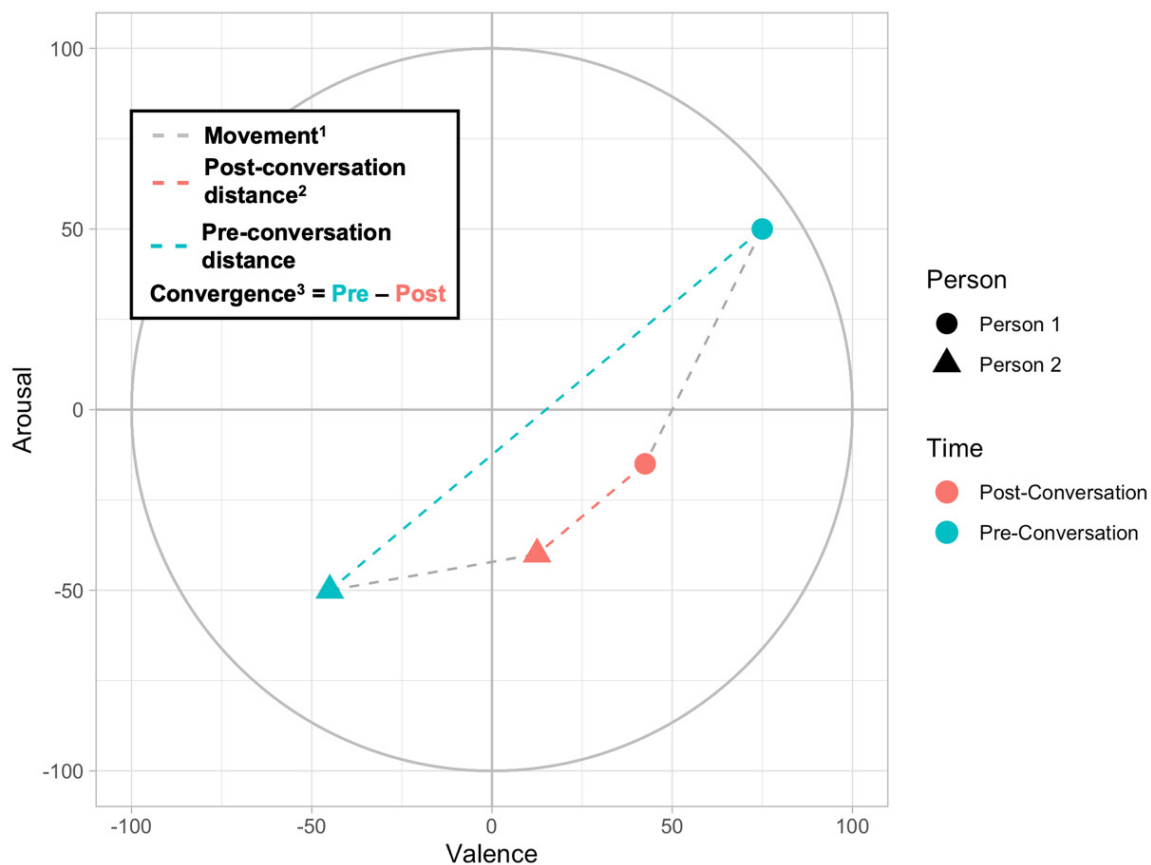 100
50
0
-50
-100
Arousal
Movement¹
Post-conversation
distance²
Pre-conversation
distance
Convergence³ = Pre – Post
-100
-50
0
50
100
Valence
Person
Person 1
Person 2
Time
Post-Conversation
Pre-Conversation